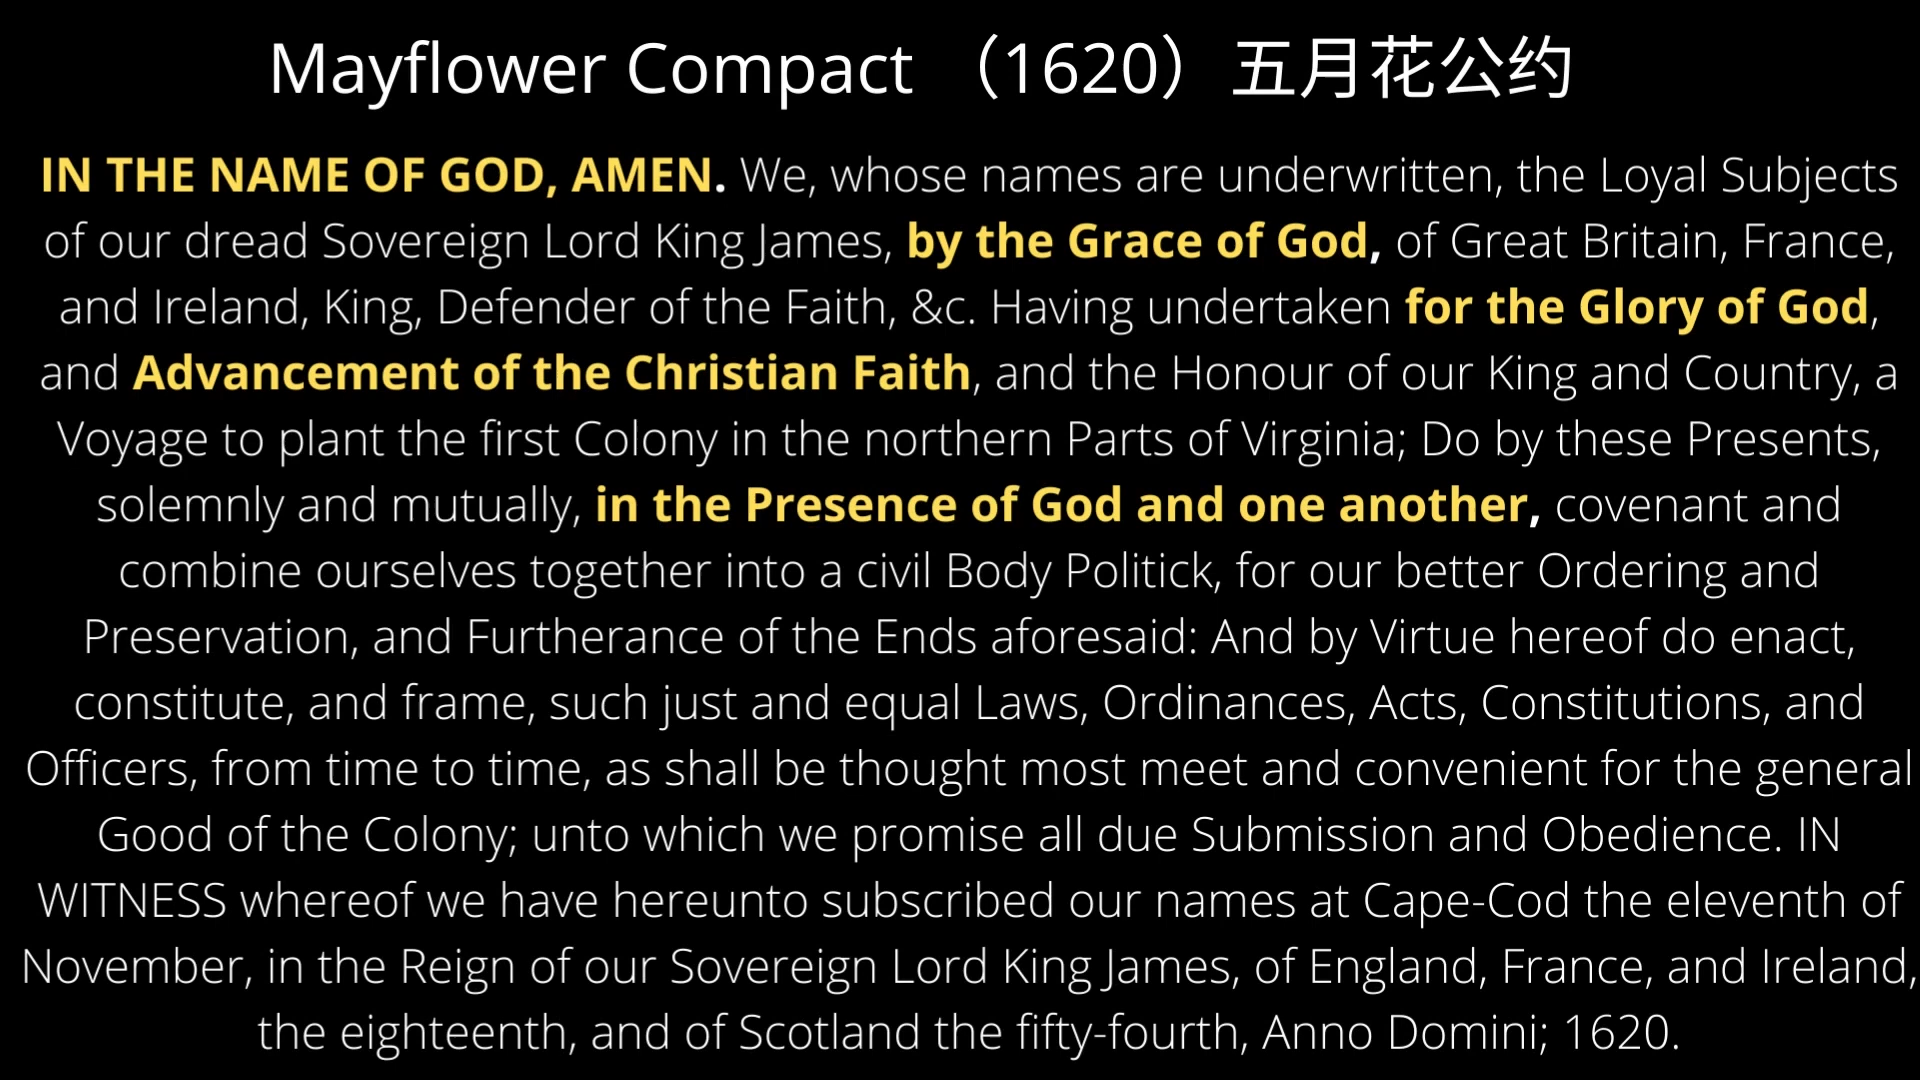 Mayflower Compact （1620）五月花公约
IN THE NAME OF GOD, AMEN. We, whose names are underwritten, the Loyal Subjects
of our dread Sovereign Lord King James, by the Grace of God, of Great Britain, France,
and Ireland, King, Defender of the Faith, &c. Having undertaken for the Glory of God,
and Advancement of the Christian Faith, and the Honour of our King and Country, a
Voyage to plant the first Colony in the northern Parts of Virginia; Do by these Presents,
solemnly and mutually, in the Presence of God and one another, covenant and
combine ourselves together into a civil Body Politick, for our better Ordering and
Preservation, and Furtherance of the Ends aforesaid: And by Virtue hereof do enact,
constitute, and frame, such just and equal Laws, Ordinances, Acts, Constitutions, and
Officers, from time to time, as shall be thought most meet and convenient for the general
Good of the Colony; unto which we promise all due Submission and Obedience. IN
WITNESS whereof we have hereunto subscribed our names at Cape-Cod the eleventh of
November, in the Reign of our Sovereign Lord King James, of England, France, and Ireland,
the eighteenth, and of Scotland the fifty-fourth, Anno Domini; 1620.